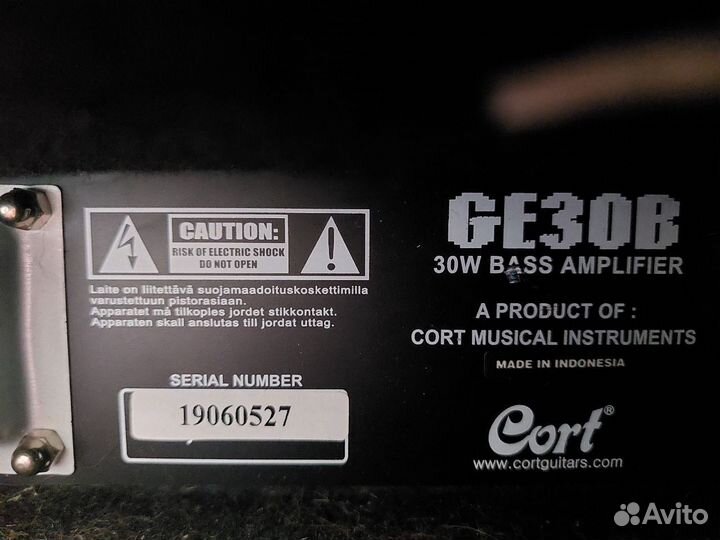 CAUTION:
RISK OF ELECTRIC SHOCK
DO NOT OPEN
Laite on liitettävä suojamaadoituskoskettimilla
varustettuun pistorasiaan.
Apparatet må tilkoples jordet stikkontakt.
Apparaten skall anslutas till jordat uttag.
SERIAL NUMBER
19060527
GE30B
30W BASS AMPLIFIER
A PRODUCT OF :
CORT MUSICAL INSTRUMENTS
MADE IN INDONESIA
Cort®
www.cortguitars.com
Avito